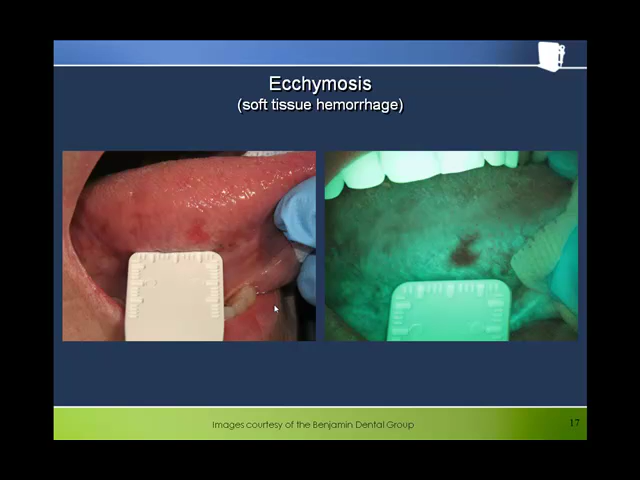 Ecchymosis
(soft tissue hemorrhage)
Images courtesy of the Benjamin Dental Group
17